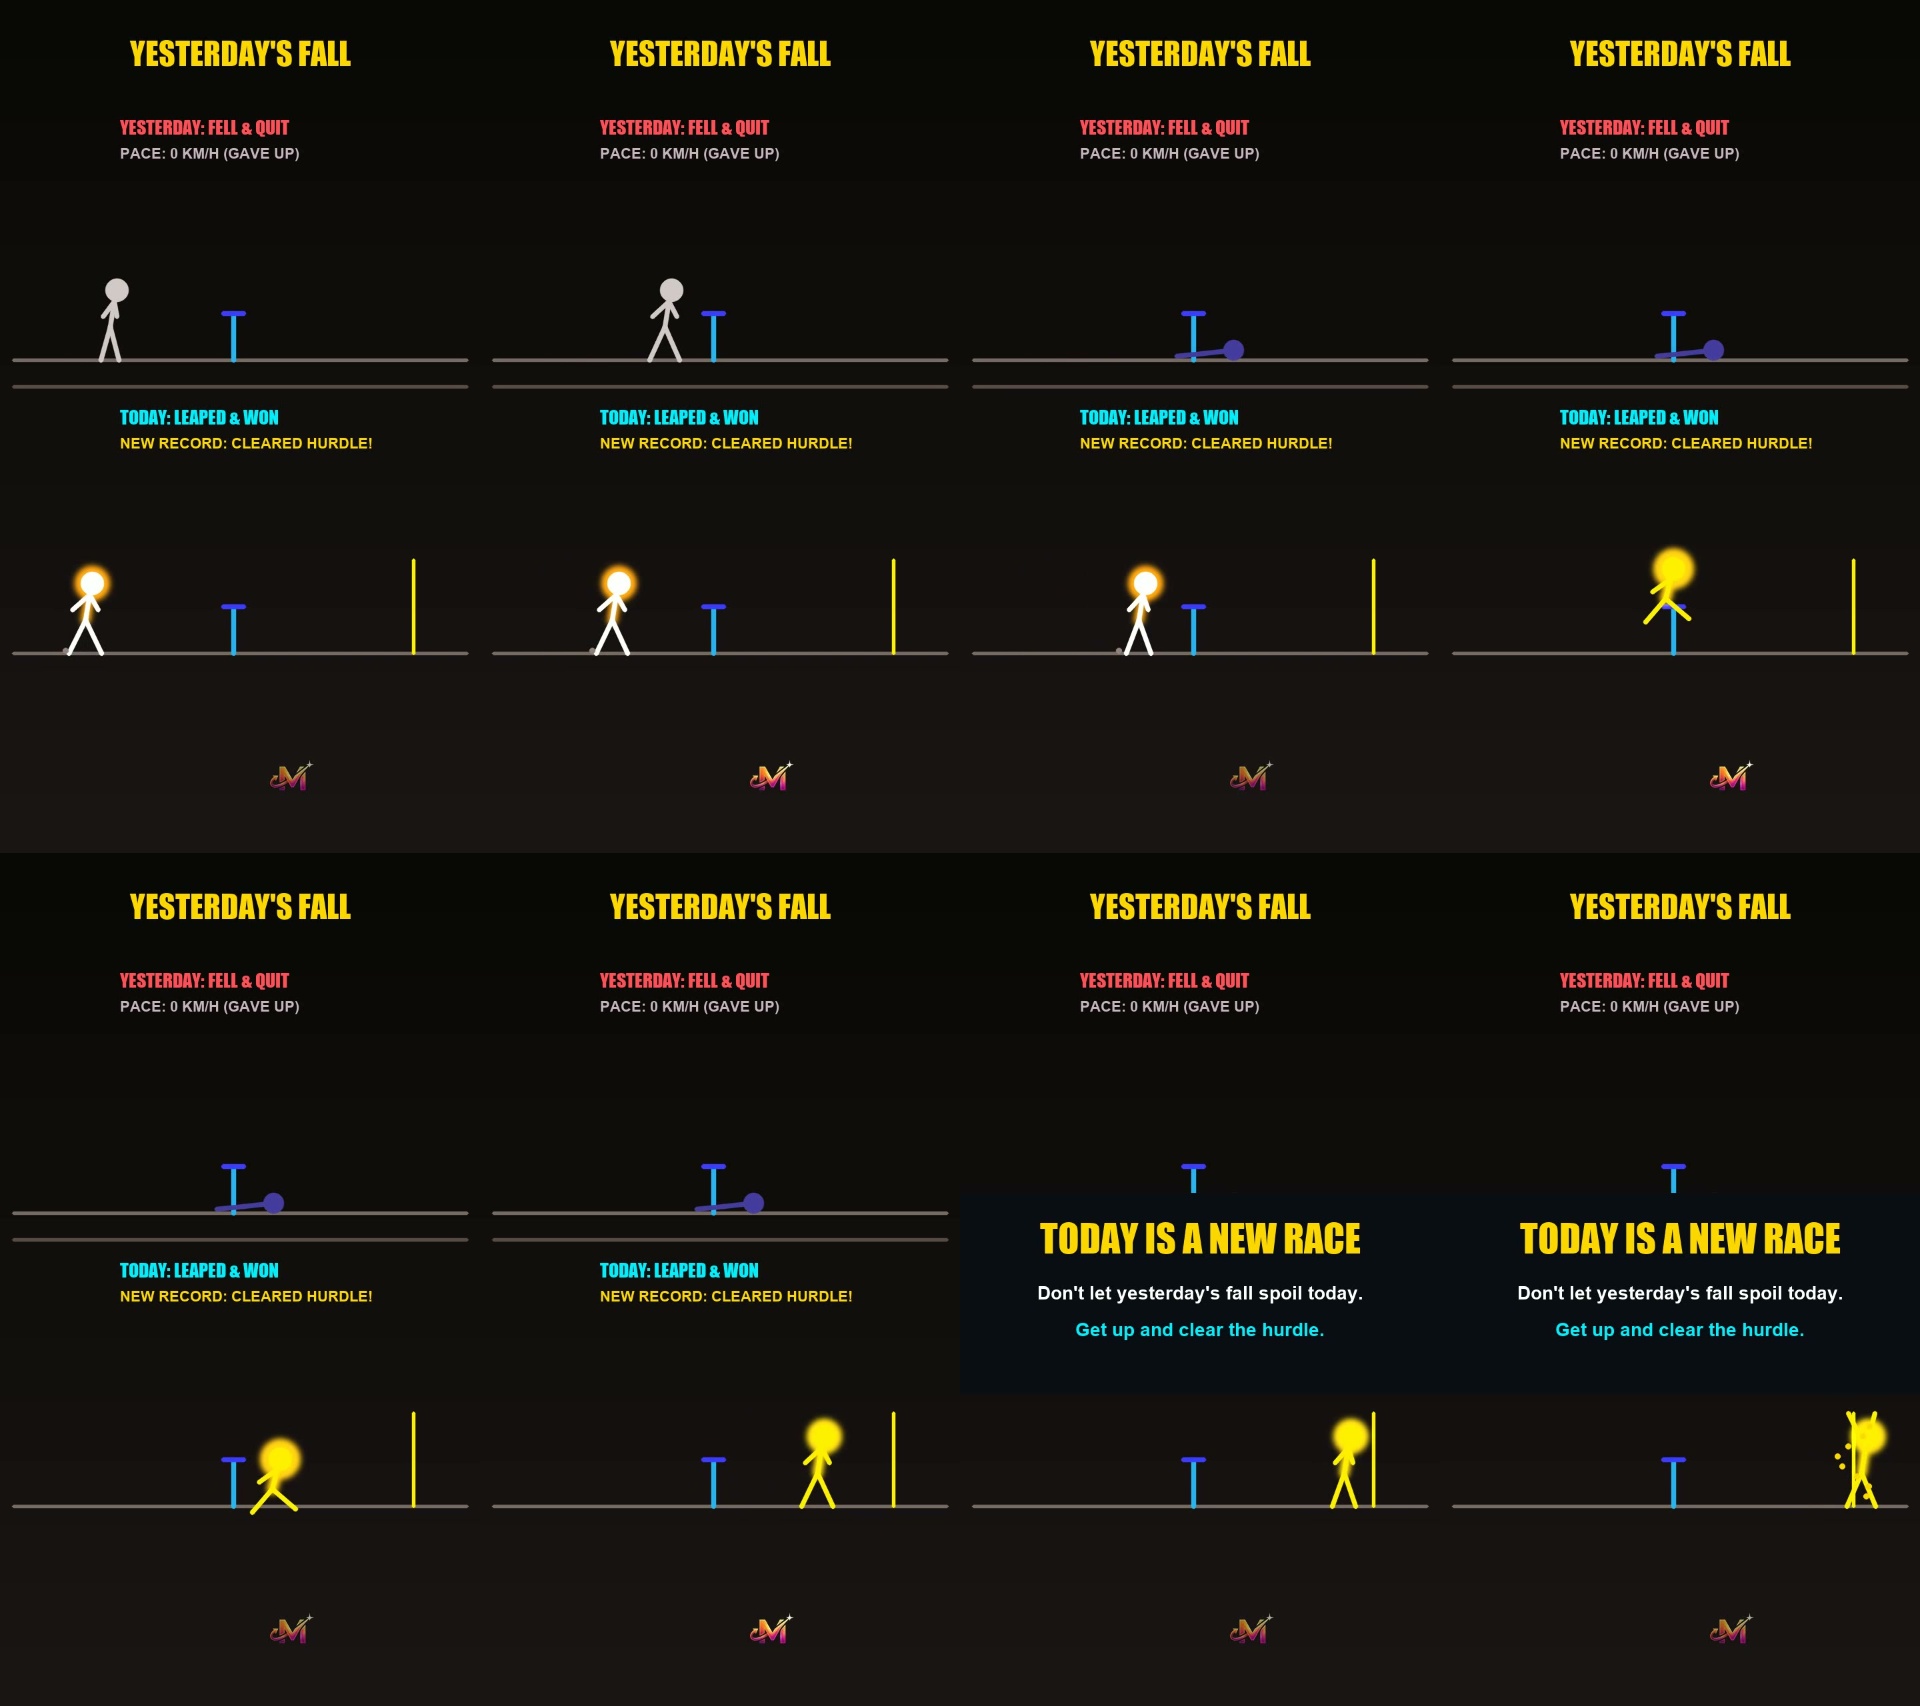 YESTERDAY'S FALL
YESTERDAY: FELL & QUIT
PACE: 0 KM/H (GAVE UP)
TODAY: LEAPED & WON
NEW RECORD: CLEARED HURDLE!
M
YESTERDAY'S FALL
YESTERDAY: FELL & QUIT
PACE: 0 KM/H (GAVE UP)
TODAY: LEAPED & WON
NEW RECORD: CLEARED HURDLE!
M
YESTERDAY'S FALL
YESTERDAY: FELL & QUIT
PACE: 0 KM/H (GAVE UP)
TODAY: LEAPED & WON
NEW RECORD: CLEARED HURDLE!
M
YESTERDAY'S FALL
YESTERDAY: FELL & QUIT
PACE: 0 KM/H (GAVE UP)
TODAY: LEAPED & WON
NEW RECORD: CLEARED HURDLE!
M
YESTERDAY'S FALL
YESTERDAY: FELL & QUIT
PACE: 0 KM/H (GAVE UP)
TODAY: LEAPED & WON
NEW RECORD: CLEARED HURDLE!
M
YESTERDAY'S FALL
YESTERDAY: FELL & QUIT
PACE: 0 KM/H (GAVE UP)
TODAY: LEAPED & WON
NEW RECORD: CLEARED HURDLE!
M
YESTERDAY'S FALL
YESTERDAY: FELL & QUIT
PACE: 0 KM/H (GAVE UP)
TODAY IS A NEW RACE
Don't let yesterday's fall spoil today.
Get up and clear the hurdle.
M
YESTERDAY'S FALL
YESTERDAY: FELL & QUIT
PACE: 0 KM/H (GAVE UP)
TODAY IS A NEW RACE
Don't let yesterday's fall spoil today.
Get up and clear the hurdle.
M